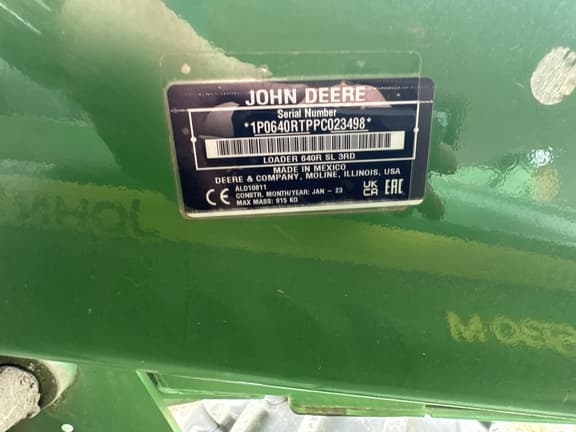 JOHN DEERE
Serial Number
*1P0640RTPPC023498*
LOADER 640R SL 3RD
MADE IN MEXICO
DEERE & COMPANY, MOLINE, ILLINOIS, USA
ALO10811
CONSTR. MONTH/YEAR: JAN - 23
MAX MASS: 915 KG
CE
UK
CA
EAC